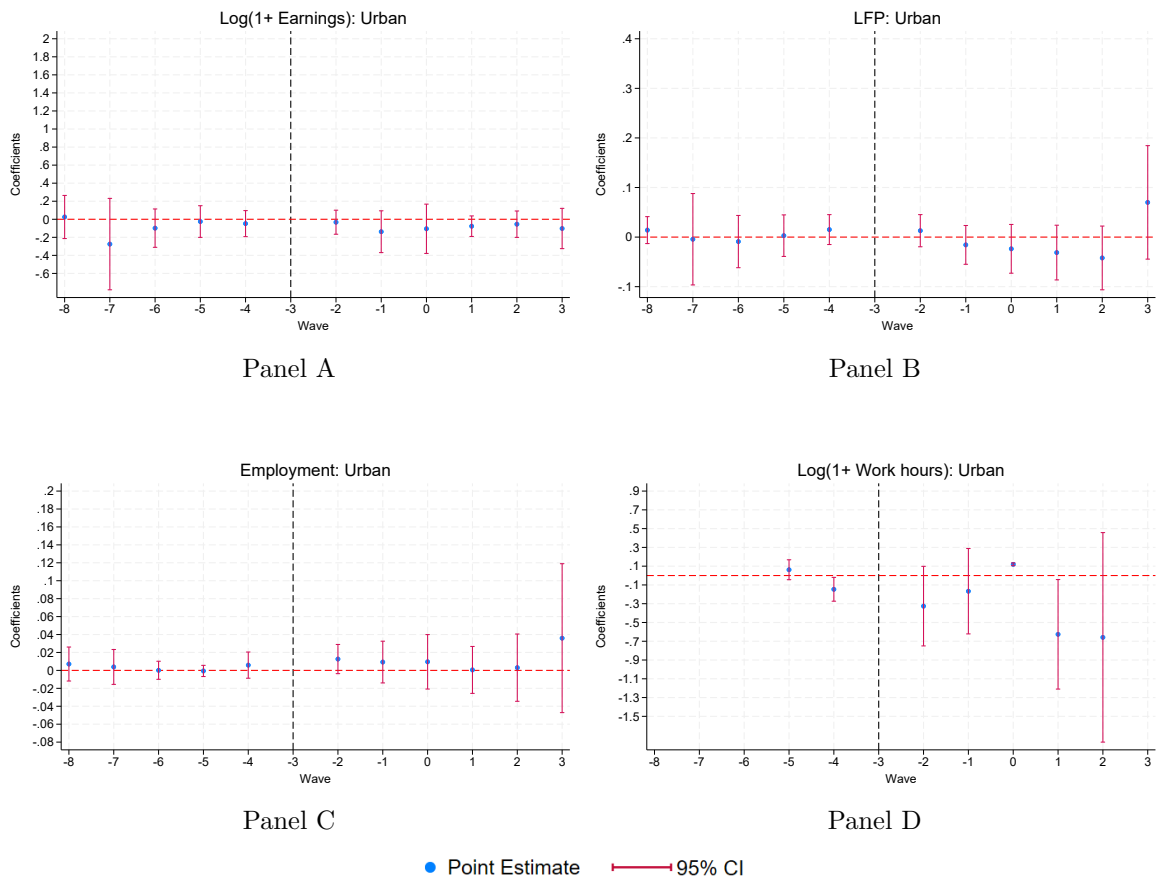 Log(1+ Earnings): Urban
2
1.8
1.6
1.4
1.2
1
.8
.6
.4
.2
0
-.2
-.4
-.6
Coefficients
-8 -7 -6 -5 -4 -3 -2 -1 0 1 2 3
Wave
Panel A
LFP: Urban
.4
.3
.2
.1
0
-.1
Coefficients
-8 -7 -6 -5 -4 -3 -2 -1 0 1 2 3
Wave
Panel B
Employment: Urban
.2
.18
.16
.14
.12
.1
.08
.06
.04
.02
0
-.02
-.04
-.06
-.08
Coefficients
-8 -7 -6 -5 -4 -3 -2 -1 0 1 2 3
Wave
Panel C
Log(1+ Work hours): Urban
.9
.7
.5
.3
.1
-.1
-.3
-.5
-.7
-.9
-1.1
-1.3
-1.5
Coefficients
-8 -7 -6 -5 -4 -3 -2 -1 0 1 2 3
Wave
Panel D
Point Estimate 95% CI